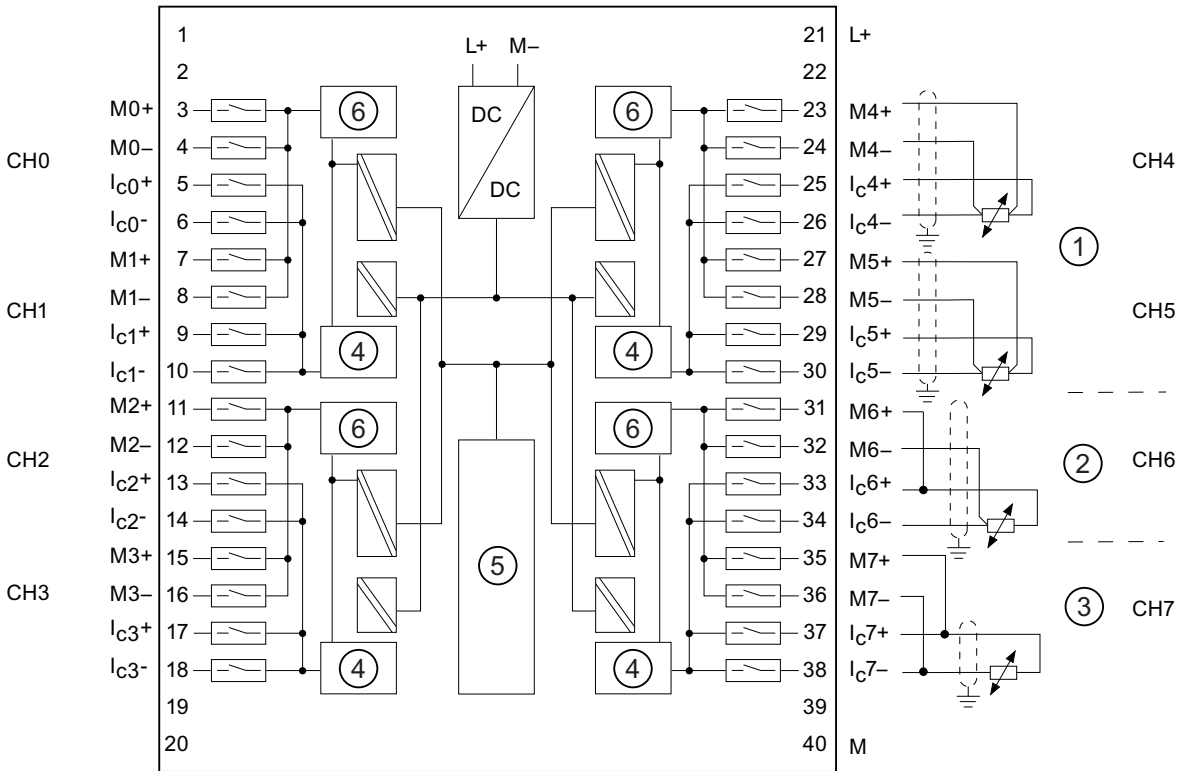 1 L+ M– 21 L+
2 22
M0+ 3 6 DC 6 23 M4+
M0– 4 24 M4–
CH0 CH4
Ic0+ 5 25 Ic4+
DC
Ic0- 6 26 Ic4–
1
M1+ 7 27 M5+
M1– 8 28 M5–
CH1 CH5
Ic1+ 9 29 Ic5+
4 4
Ic1- 10 30 Ic5–
M2+ 11 31 M6+
6 6
M2– 12 32 M6–
CH2 2 CH6
Ic2+ 13 33 Ic6+
Ic2- 14 34 Ic6–
M3+ 15 35 M7+
5
M3– 16 36 M7–
CH3 3 CH7
Ic3+ 17 37 Ic7+
Ic3- 18 4 4 38 Ic7–
19 39
20 40 M